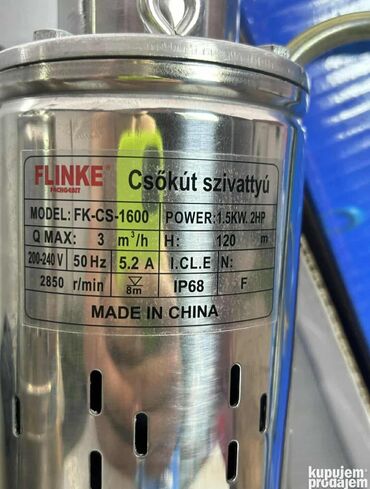 FLINKE
Csőkút szivattyú
MODEL: FK-CS-1600 POWER: 1.5KW. 2HP
Q MAX: 3 m³/h H: 120 m
200-240 V 50 Hz 5.2 A I.CL.E N:
2850 r/min 8m IP68 F
MADE IN CHINA
kupujem
prodajem